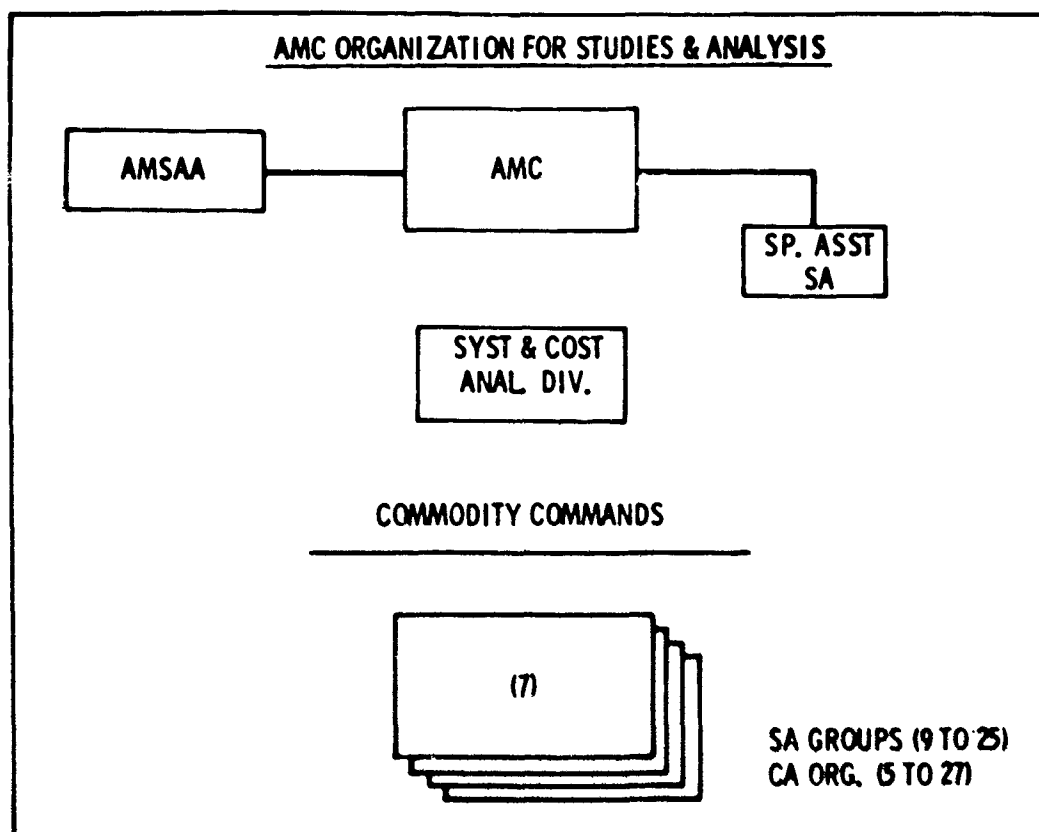 AMC ORGANIZATION FOR STUDIES & ANALYSIS
AMSAA
AMC
SP. ASST
SA
SYST & COST
ANAL. DIV.
COMMODITY COMMANDS
(7)
SA GROUPS (9 TO 25)
CA ORG. (5 TO 27)